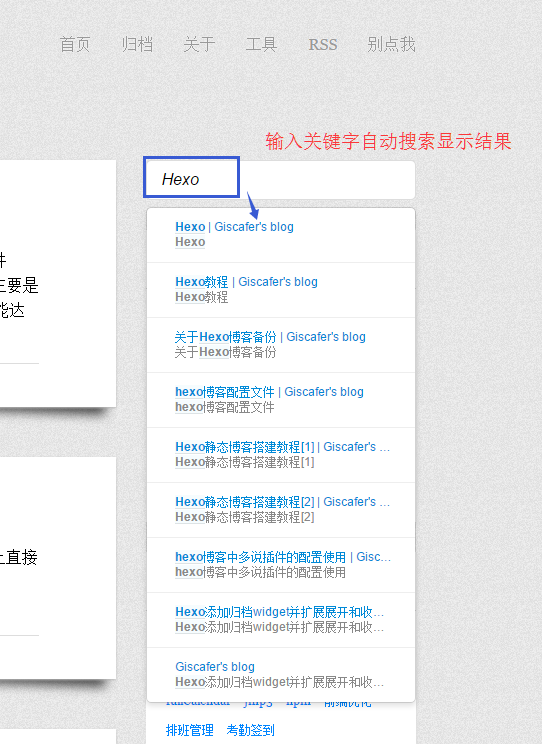 首页 归档 关于 工具 RSS 别点我
输入关键字自动搜索显示结果
Hexo
Hexo | Giscafer's blog
Hexo
件
Hexo教程 | Giscafer's blog
主要是
Hexo教程
能达
关于Hexo博客备份 | Giscafer's blog
关于Hexo博客备份
hexo博客配置文件 | Giscafer's blog
hexo博客配置文件
Hexo静态博客搭建教程[1] | Giscafer's ...
Hexo静态博客搭建教程[1]
Hexo静态博客搭建教程[2] | Giscafer's ...
Hexo静态博客搭建教程[2]
hexo博客中多说插件的配置使用 | Gisc...
上直接
hexo博客中多说插件的配置使用
Hexo添加归档widget并扩展展开和收...
Hexo添加归档widget并扩展展开和收...
Giscafer's blog
Hexo添加归档widget并扩展展开和收...
fullcalendar jmp3 npm 前端优化
排班管理 考勤签到